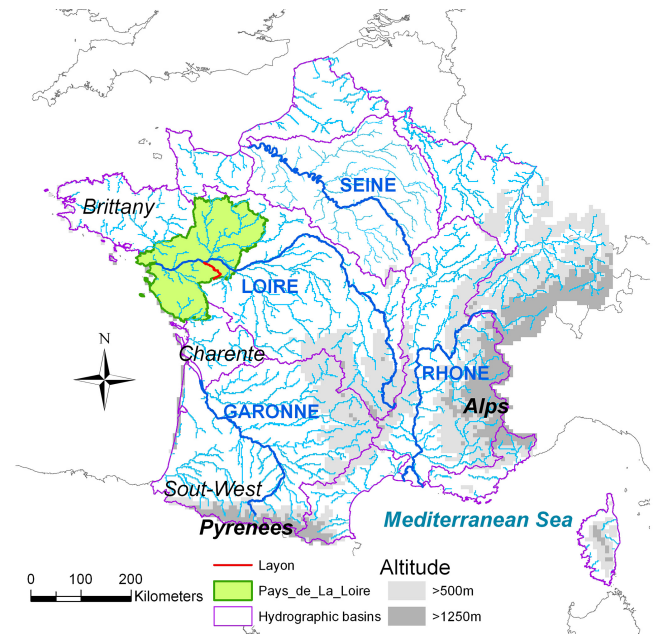 SEINE
Brittany
LOIRE
Charente
RHONE
GARONNE
Alps
Sout-West
Pyrenees
Mediterranean Sea
N
0 100 200
Kilometers
Layon
Pays_de_La_Loire
Hydrographic basins
Altitude
>500m
>1250m